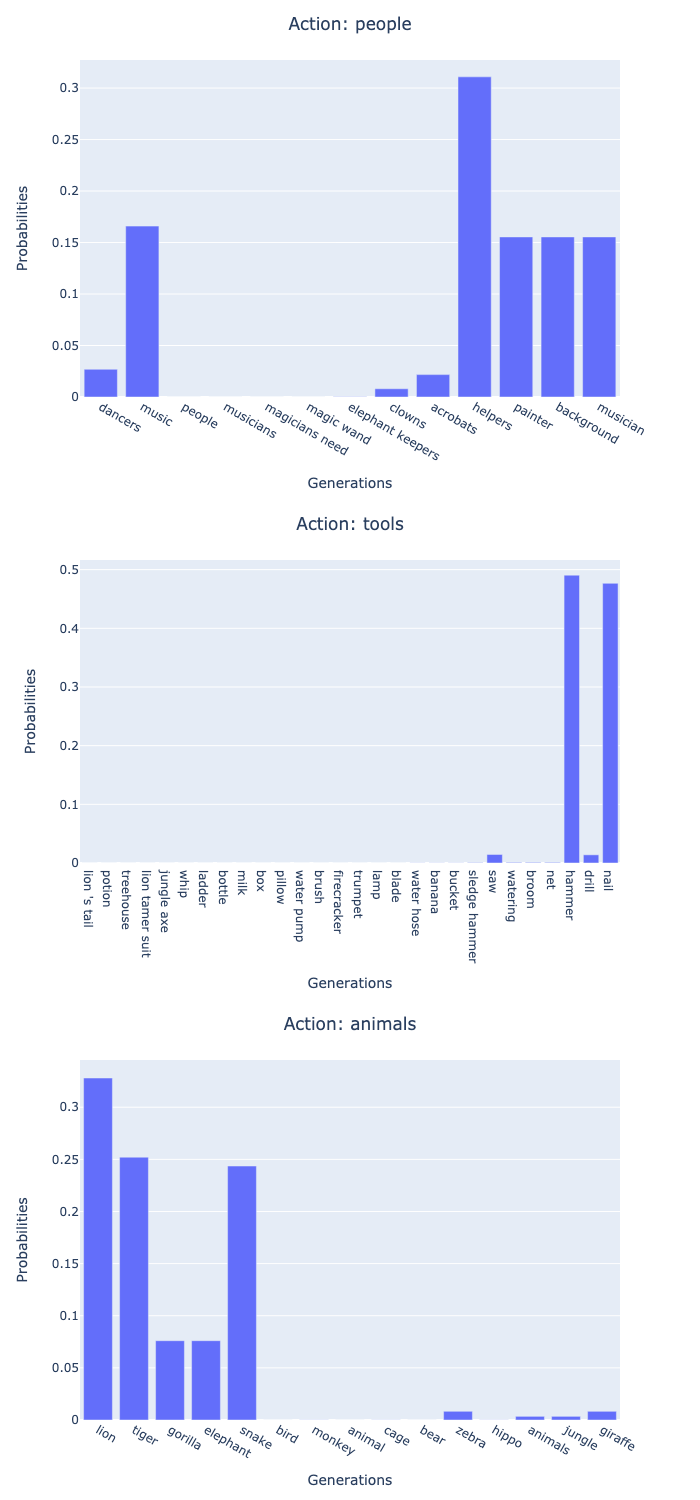 Action: people
0.3
0.25
0.2
0.15
0.1
0.05
0
Probabilities
dancers
music
people
musicians
magicians need
magic wand
elephant keepers
clowns
acrobats
helpers
painter
background
musician
Generations
Action: tools
0.5
0.4
0.3
0.2
0.1
0
Probabilities
lion 's tail
potion
treehouse
lion tamer suit
jungle axe
whip
ladder
bottle
milk
box
pillow
water pump
brush
firecracker
trumpet
lamp
blade
water hose
banana
bucket
sledge hammer
saw
watering
broom
net
hammer
drill
nail
Generations
Action: animals
0.3
0.25
0.2
0.15
0.1
0.05
0
Probabilities
lion
tiger
gorilla
elephant
snake
bird
monkey
animal
cage
bear
zebra
hippo
animals
jungle
giraffe
Generations